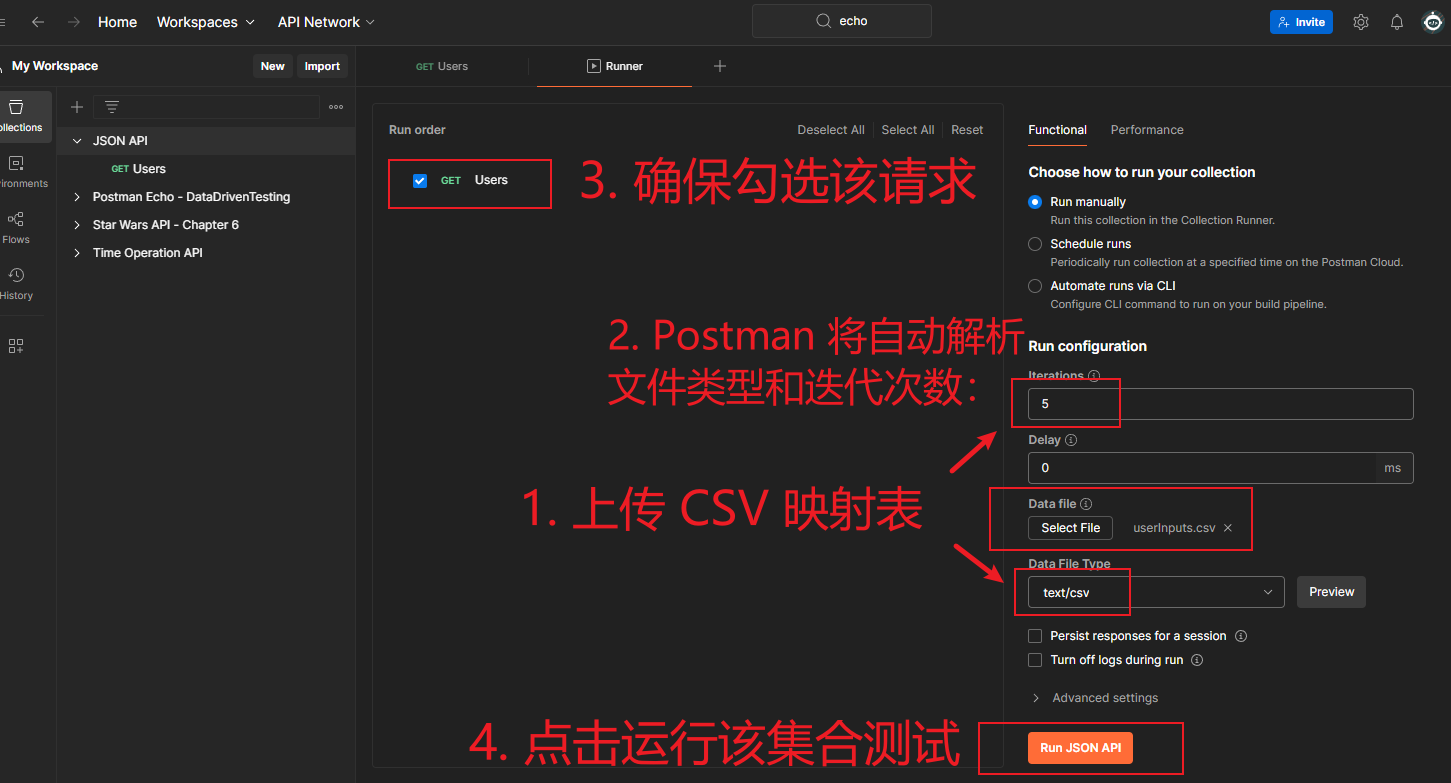 Home
Workspaces
API Network
echo
Invite
My Workspace
New
Import
GET Users
Runner
ollections
JSON API
GET Users
ironments
Postman Echo - DataDrivenTesting
Star Wars API - Chapter 6
Flows
Time Operation API
History
Run order
Deselect All
Select All
Reset
GET Users
3. 确保勾选该请求
2. Postman 将自动解析
文件类型和迭代次数：
1. 上传 CSV 映射表
4. 点击运行该集合测试
Functional
Performance
Choose how to run your collection
Run manually
Run this collection in the Collection Runner.
Schedule runs
Periodically run collection at a specified time on the Postman Cloud.
Automate runs via CLI
Configure CLI command to run on your build pipeline.
Run configuration
Iterations
5
Delay
0
ms
Data file
Select File
userInputs.csv
Data File Type
text/csv
Preview
Persist responses for a session
Turn off logs during run
Advanced settings
Run JSON API